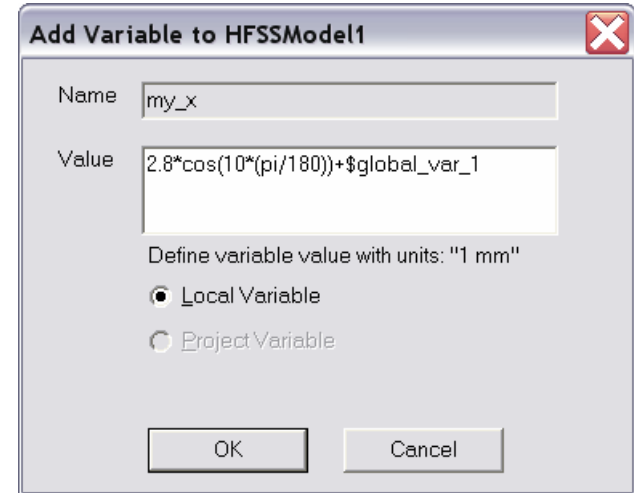 Add Variable to HFSSModel1
Name my_x
Value 2.8*cos(10*(pi/180))+$global_var_1
Define variable value with units: "1 mm"
Local Variable
Project Variable
OK Cancel